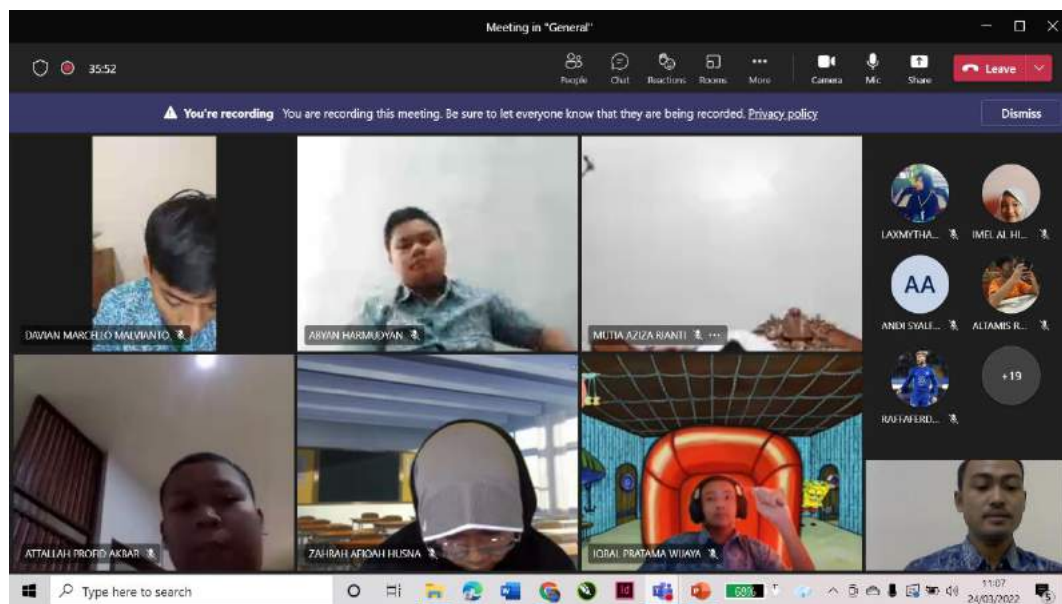 Meeting in "General"
35:52
People
Chat
Reactions
Rooms
More
Camera
Mic
Share
Leave
You're recording You are recording this meeting. Be sure to let everyone know that they are being recorded. Privacy policy
Dismiss
DAVIAN MARCELLO MALVIANTO
ABYAN HARMUDYAN
MUTIA AZIZA RIANTI
LAXMYTHA...
IMEL AL HI...
AA
ANDI SYALF...
ALTAMIS R...
RAFFAFERD...
+19
ATTALLAH PROFID AKBAR
ZAHRAH AFIQAH HUSNA
IQBAL PRATAMA WIJAYA
Type here to search
68%
11:07
24/03/2022